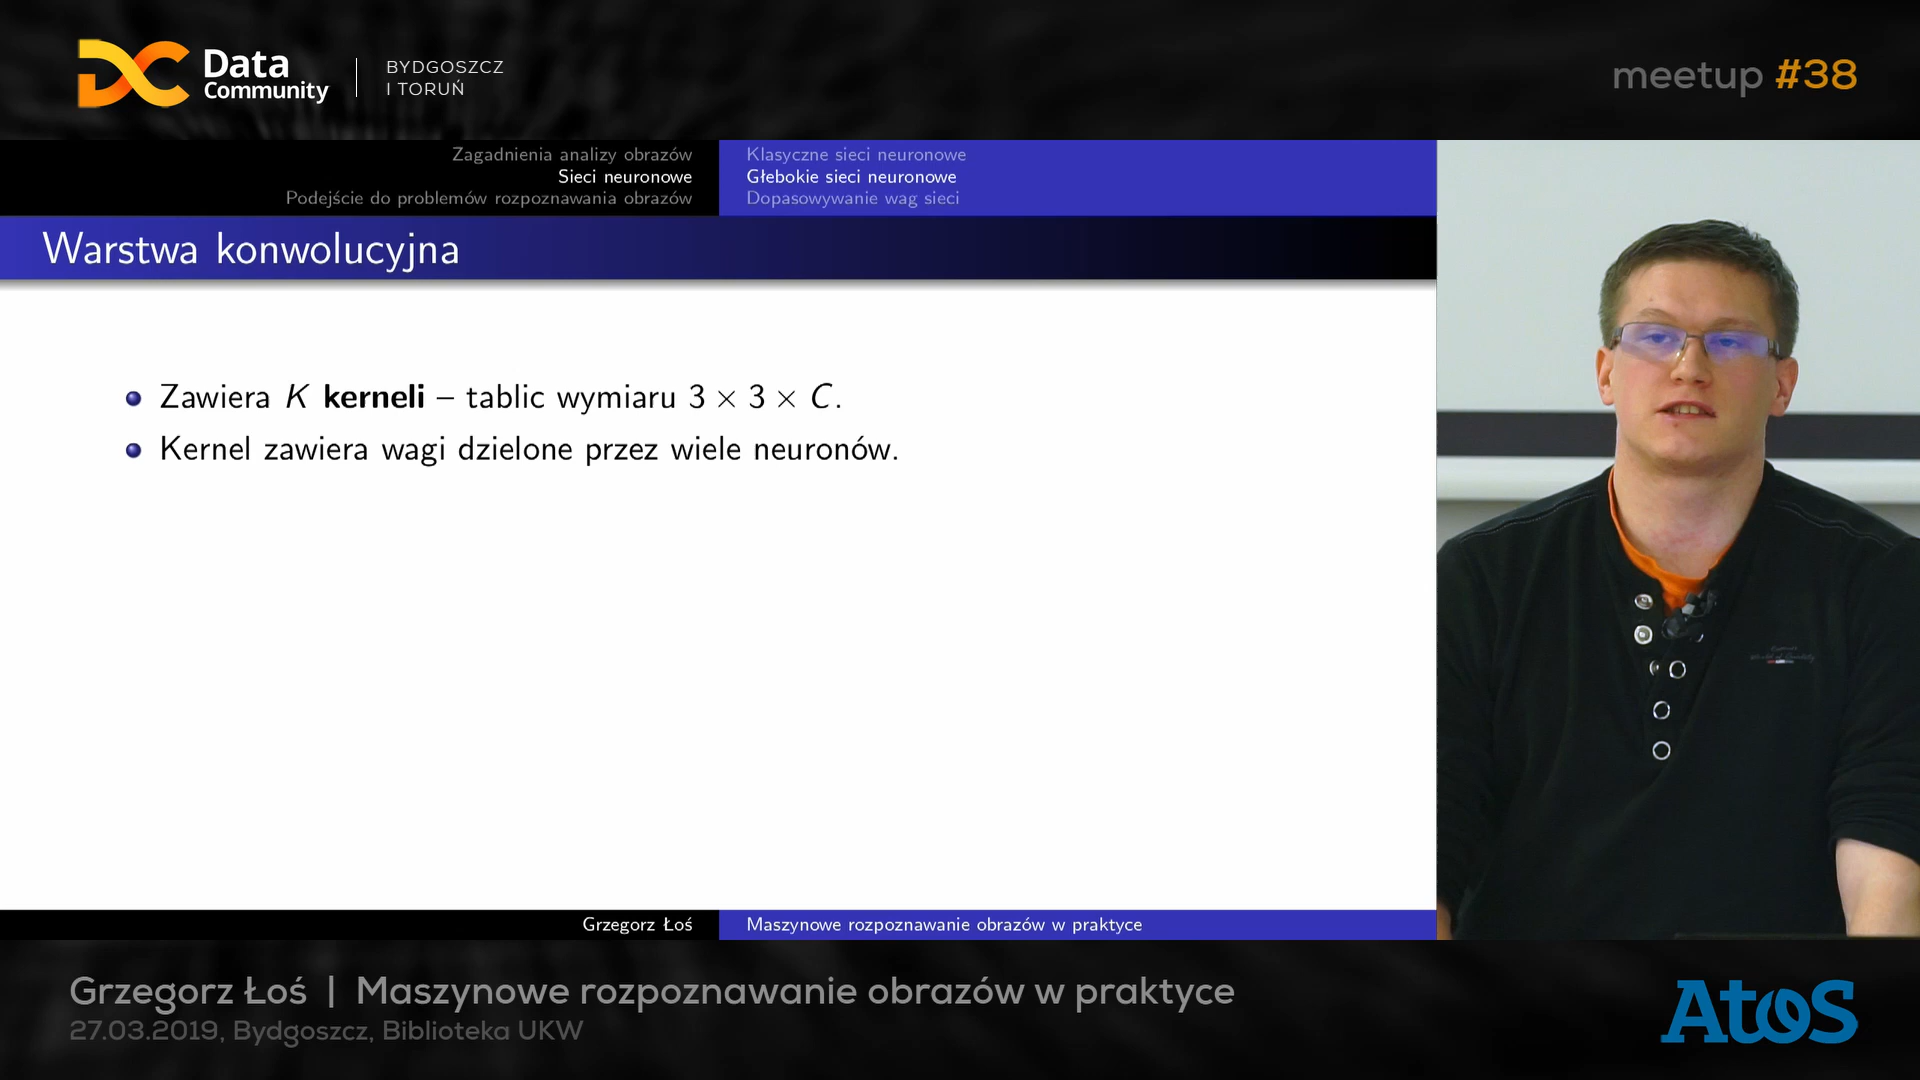 Data
Community
BYDGOSZCZ
I TORUŃ
meetup #38
Zagadnienia analizy obrazów
Sieci neuronowe
Podejście do problemów rozpoznawania obrazów
Klasyczne sieci neuronowe
Głebokie sieci neuronowe
Dopasowywanie wag sieci
Warstwa konwolucyjna
Zawiera K kerneli – tablic wymiaru 3 × 3 × C.
Kernel zawiera wagi dzielone przez wiele neuronów.
Grzegorz Łoś
Maszynowe rozpoznawanie obrazów w praktyce
Grzegorz Łoś | Maszynowe rozpoznawanie obrazów w praktyce
27.03.2019, Bydgoszcz, Biblioteka UKW
Atos